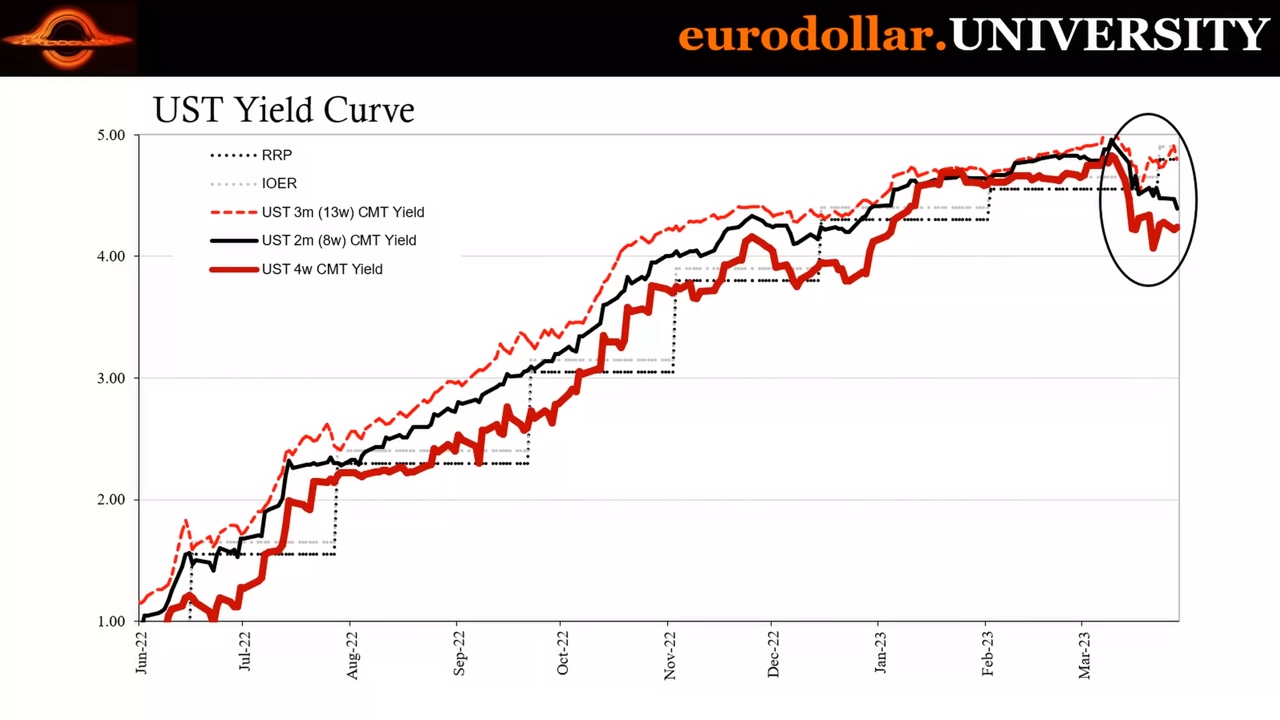 eurodollar.UNIVERSITY
UST Yield Curve
5.00
4.00
3.00
2.00
1.00
RRP
IOER
UST 3m (13w) CMT Yield
UST 2m (8w) CMT Yield
UST 4w CMT Yield
Jun-22
Jul-22
Aug-22
Sep-22
Oct-22
Nov-22
Dec-22
Jan-23
Feb-23
Mar-23